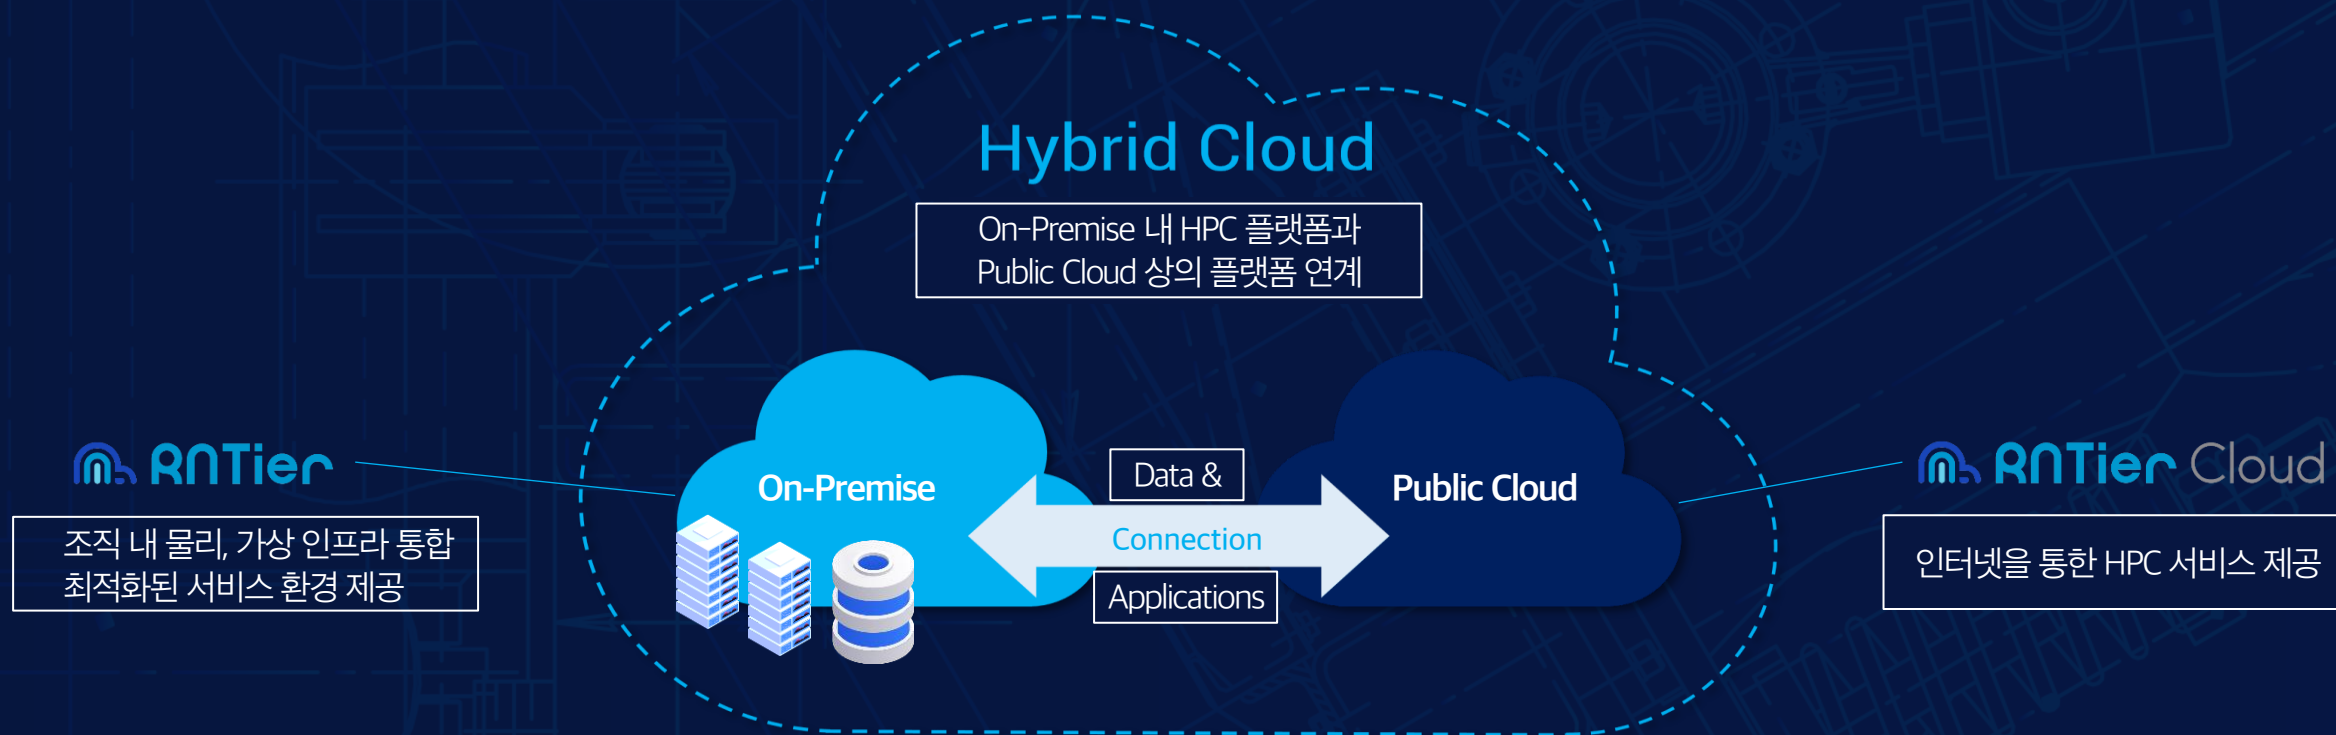 Hybrid Cloud
On-Premise 내 HPC 플랫폼과
Public Cloud 상의 플랫폼 연계
RNTier
조직 내 물리, 가상 인프라 통합
최적화된 서비스 환경 제공
On-Premise
Data &
Connection
Applications
Public Cloud
RNTier Cloud
인터넷을 통한 HPC 서비스 제공